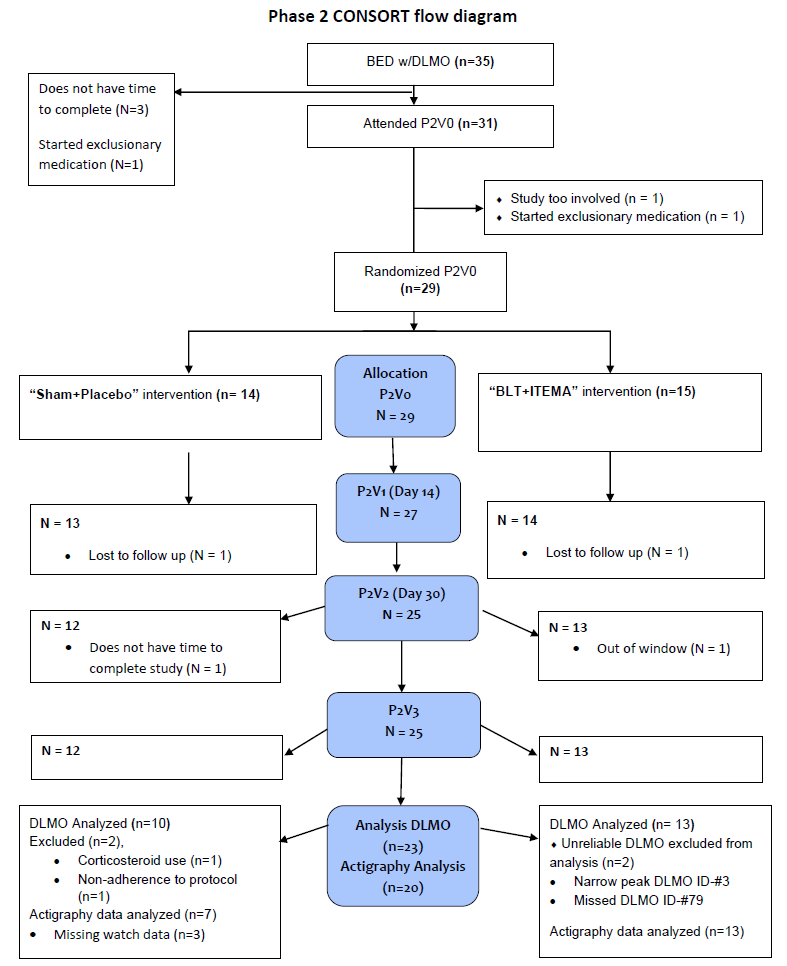 Phase 2 CONSORT flow diagram
BED w/DLMO (n=35)
Does not have time
to complete (N=3)
Started exclusionary
medication (N=1)
Attended P2V0 (n=31)
♦ Study too involved (n = 1)
♦ Started exclusionary medication (n = 1)
Randomized P2V0
(n=29)
“Sham+Placebo” intervention (n= 14)
Allocation
P2V0
N = 29
“BLT+ITEMA” intervention (n=15)
P2V1 (Day 14)
N = 27
N = 13
• Lost to follow up (N = 1)
N = 14
• Lost to follow up (N = 1)
P2V2 (Day 30)
N = 25
N = 12
• Does not have time to
complete study (N = 1)
N = 13
• Out of window (N = 1)
P2V3
N = 25
N = 12
N = 13
DLMO Analyzed (n=10)
Excluded (n=2),
• Corticosteroid use (n=1)
• Non-adherence to protocol
(n=1)
Actigraphy data analyzed (n=7)
• Missing watch data (n=3)
Analysis DLMO
(n=23)
Actigraphy Analysis
(n=20)
DLMO Analyzed (n= 13)
♦ Unreliable DLMO excluded from
analysis (n=2)
• Narrow peak DLMO ID-#3
• Missed DLMO ID-#79
Actigraphy data analyzed (n=13)